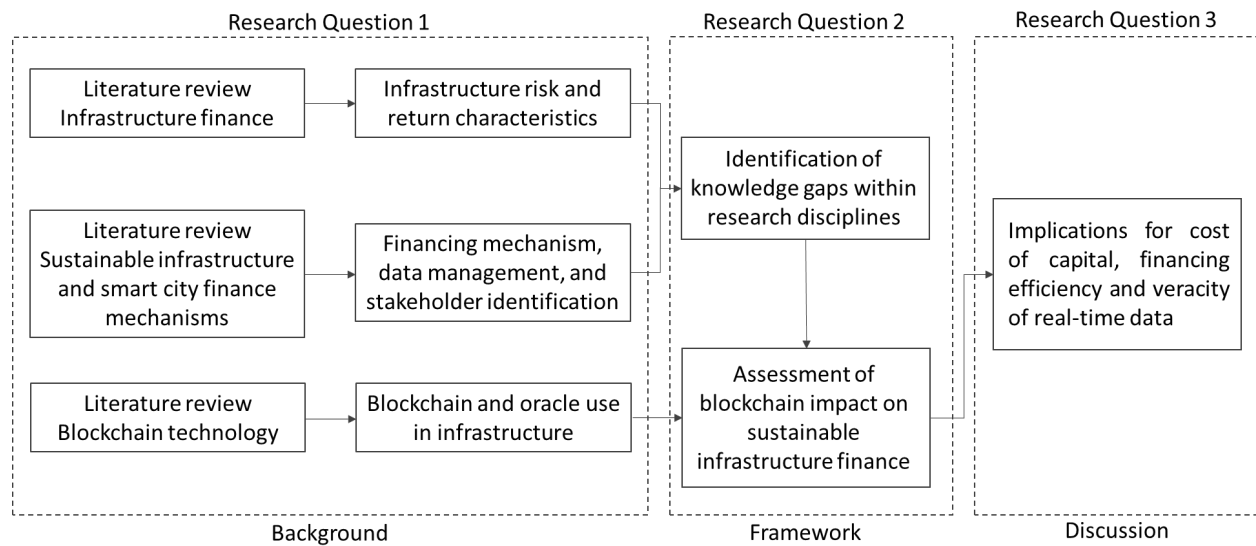 Research Question 1
Literature review
Infrastructure finance
Infrastructure risk and
return characteristics
Literature review
Sustainable infrastructure
and smart city finance
mechanisms
Financing mechanism,
data management, and
stakeholder identification
Literature review
Blockchain technology
Blockchain and oracle use
in infrastructure
Background
Research Question 2
Identification of
knowledge gaps within
research disciplines
Assessment of
blockchain impact on
sustainable
infrastructure finance
Framework
Research Question 3
Implications for cost
of capital, financing
efficiency and veracity
of real-time data
Discussion